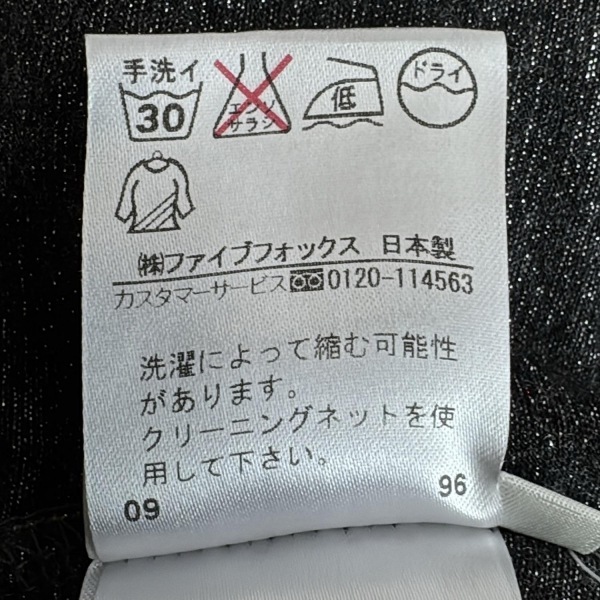 手洗イ
30
エンソ
サラシ
低
ドライ
㈱ファイブフォックス 日本製
カスタマーサービス 0120-114563
洗濯によって縮む可能性
があります。
クリーニングネットを使
用して下さい。
09
96